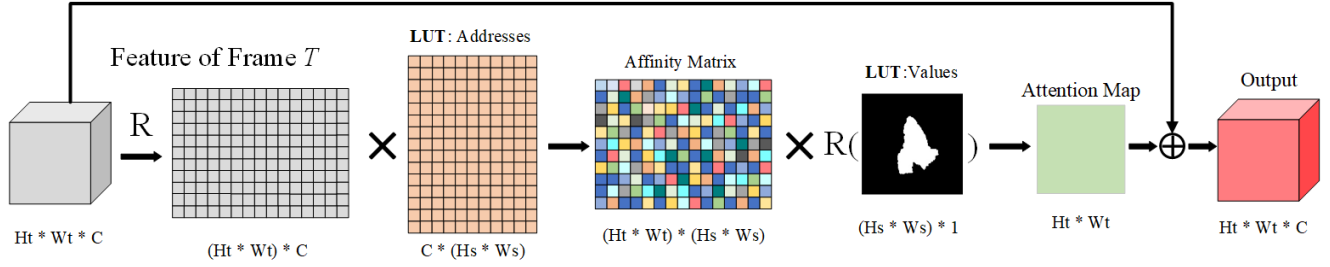 Feature of Frame T
LUT: Addresses
Affinity Matrix
LUT:Values
Attention Map
Output
R
R( )
Ht * Wt * C
(Ht * Wt) * C
C * (Hs * Ws)
(Ht * Wt) * (Hs * Ws)
(Hs * Ws) * 1
Ht * Wt
Ht * Wt * C